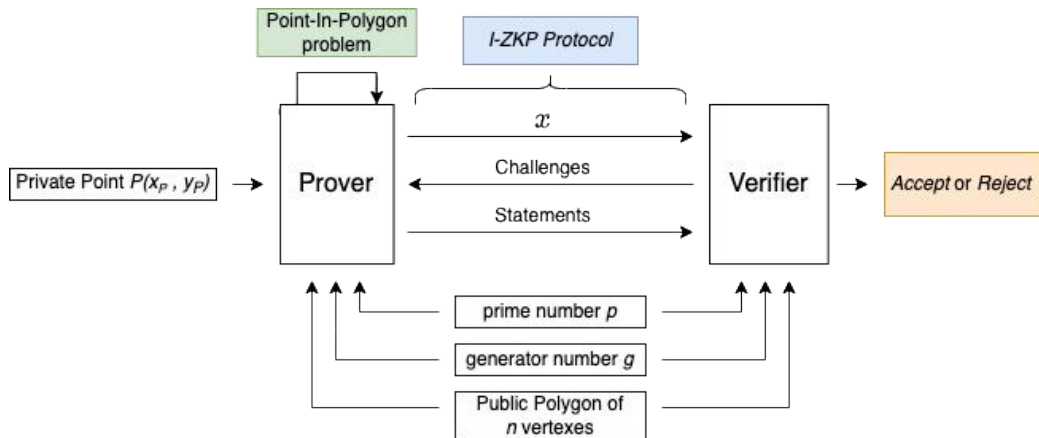 Point-In-Polygon
problem
I-ZKP Protocol
x
Challenges
Statements
Private Point P(xₚ , yₚ)
Prover
Verifier
Accept or Reject
prime number p
generator number g
Public Polygon of
n vertexes